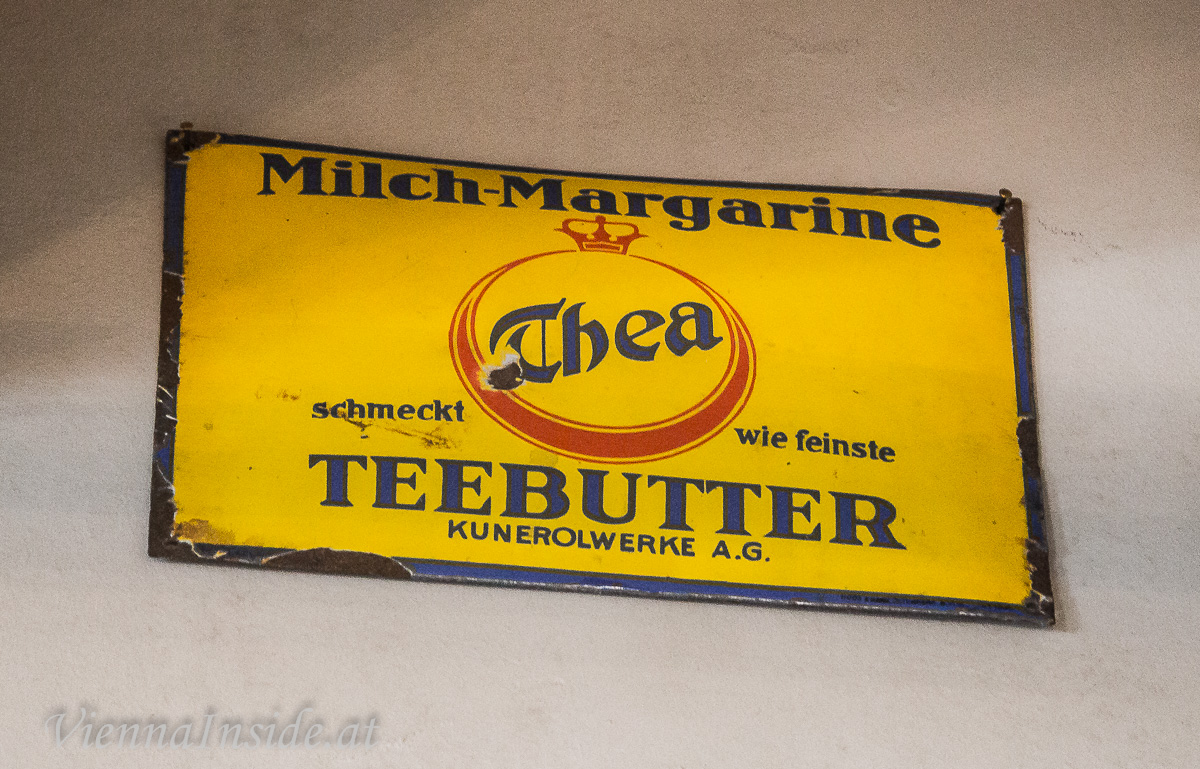 Milch-Margarine
Thea
schmeckt
wie feinste
TEEBUTTER
KUNEROLWERKE A.G.
ViennaInside.at